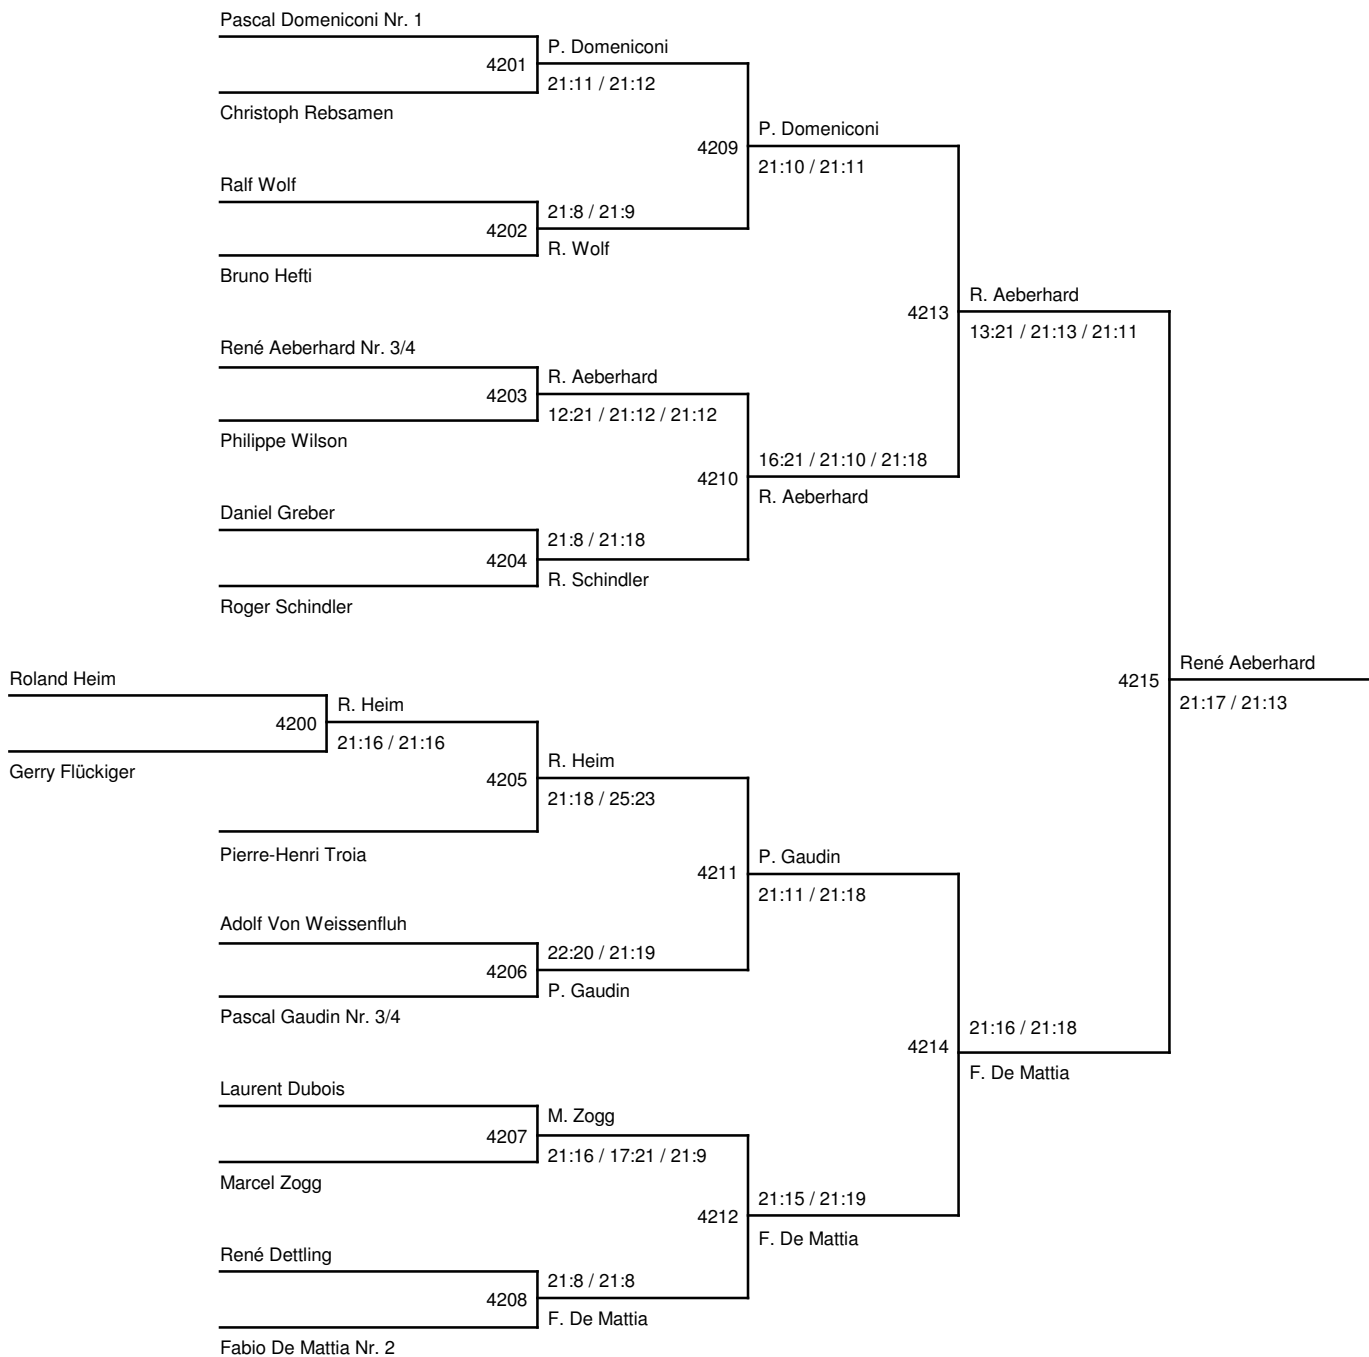 Pascal Domeniconi Nr. 1
P. Domeniconi
4201
21:11 / 21:12
Christoph Rebsamen
P. Domeniconi
4209
21:10 / 21:11
Ralf Wolf
21:8 / 21:9
4202
R. Wolf
Bruno Hefti
R. Aeberhard
4213
13:21 / 21:13 / 21:11
René Aeberhard Nr. 3/4
R. Aeberhard
4203
12:21 / 21:12 / 21:12
Philippe Wilson
16:21 / 21:10 / 21:18
4210
R. Aeberhard
Daniel Greber
21:8 / 21:18
4204
R. Schindler
Roger Schindler
René Aeberhard
4215
21:17 / 21:13
Roland Heim
R. Heim
4200
21:16 / 21:16
Gerry Flückiger
R. Heim
4205
21:18 / 25:23
Pierre-Henri Troia
P. Gaudin
4211
21:11 / 21:18
Adolf Von Weissenfluh
22:20 / 21:19
4206
P. Gaudin
Pascal Gaudin Nr. 3/4
21:16 / 21:18
4214
F. De Mattia
Laurent Dubois
M. Zogg
4207
21:16 / 17:21 / 21:9
Marcel Zogg
21:15 / 21:19
4212
F. De Mattia
René Dettling
21:8 / 21:8
4208
F. De Mattia
Fabio De Mattia Nr. 2